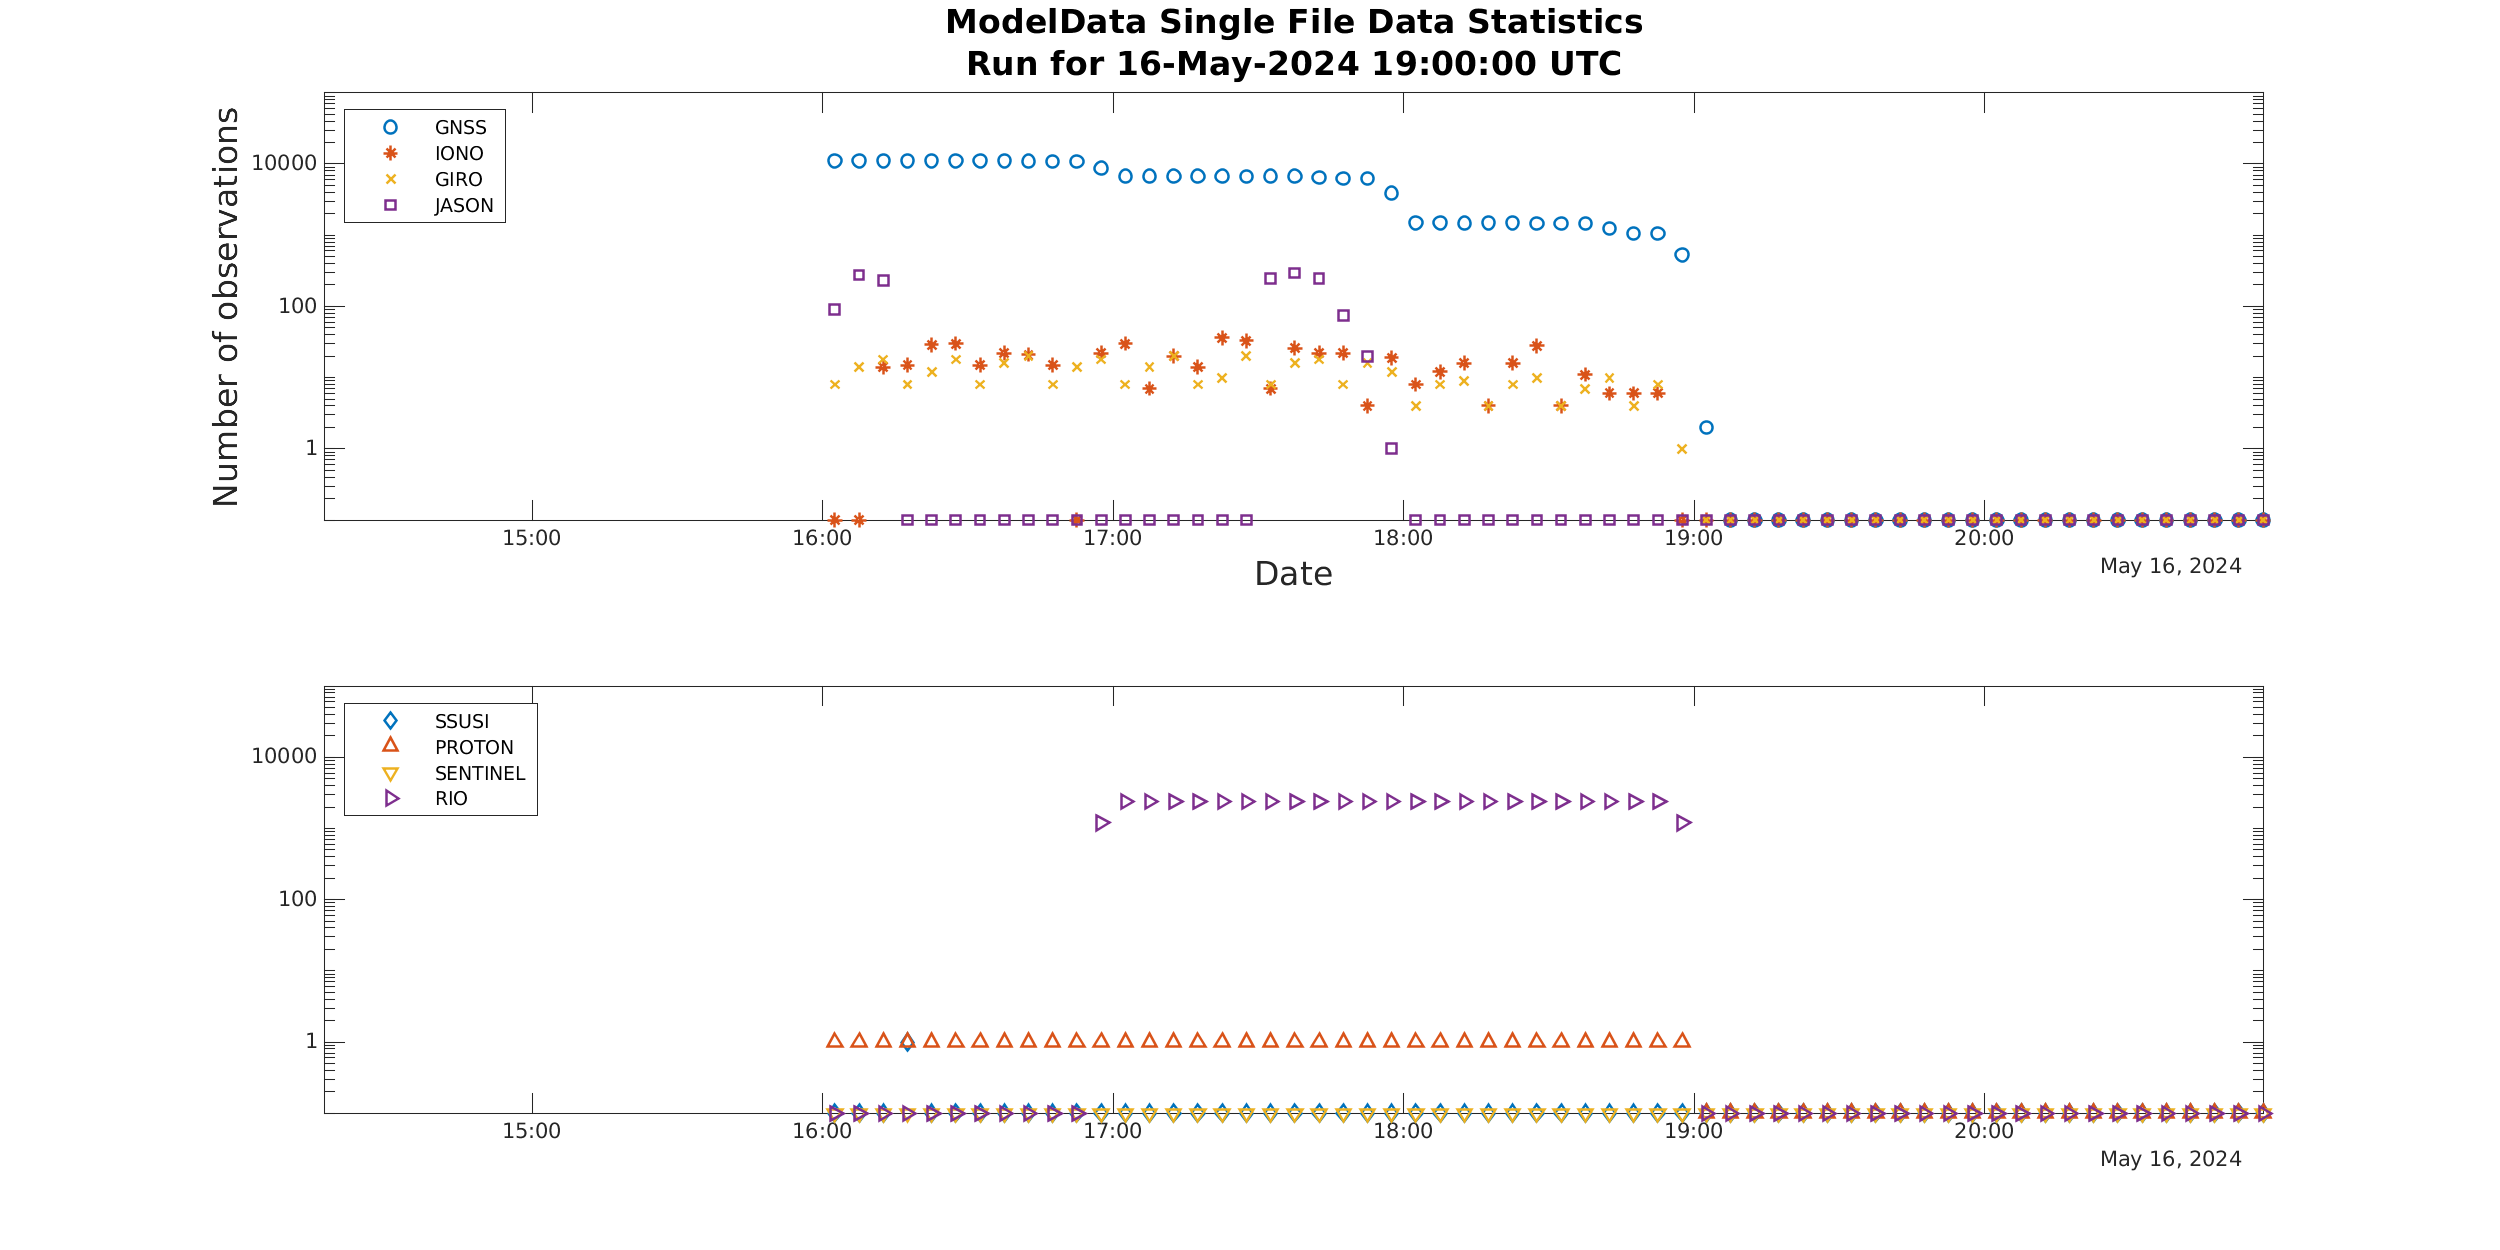 ModelData Single File Data Statistics
Run for 16-May-2024 19:00:00 UTC
Number of observations
10000
100
1
GNSS
IONO
GIRO
JASON
15:00 16:00 17:00 18:00 19:00 20:00
Date
May 16, 2024
10000
100
1
SSUSI
PROTON
SENTINEL
RIO
15:00 16:00 17:00 18:00 19:00 20:00
May 16, 2024